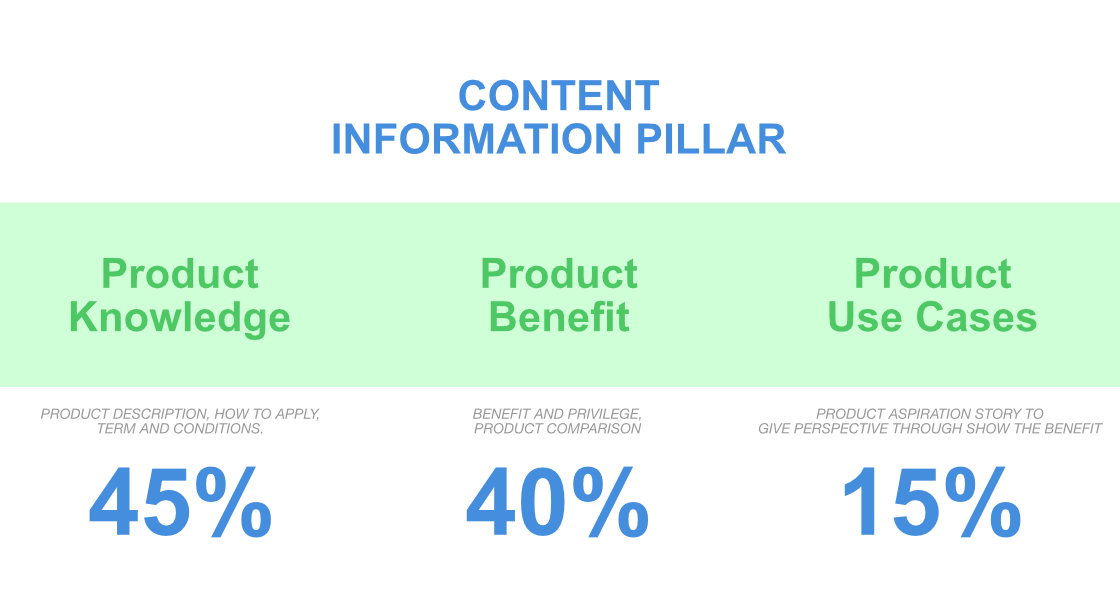 CONTENT
INFORMATION PILLAR
Product
Knowledge
PRODUCT DESCRIPTION, HOW TO APPLY,
TERM AND CONDITIONS.
45%
Product
Benefit
BENEFIT AND PRIVILEGE,
PRODUCT COMPARISON
40%
Product
Use Cases
PRODUCT ASPIRATION STORY TO
GIVE PERSPECTIVE THROUGH SHOW THE BENEFIT
15%